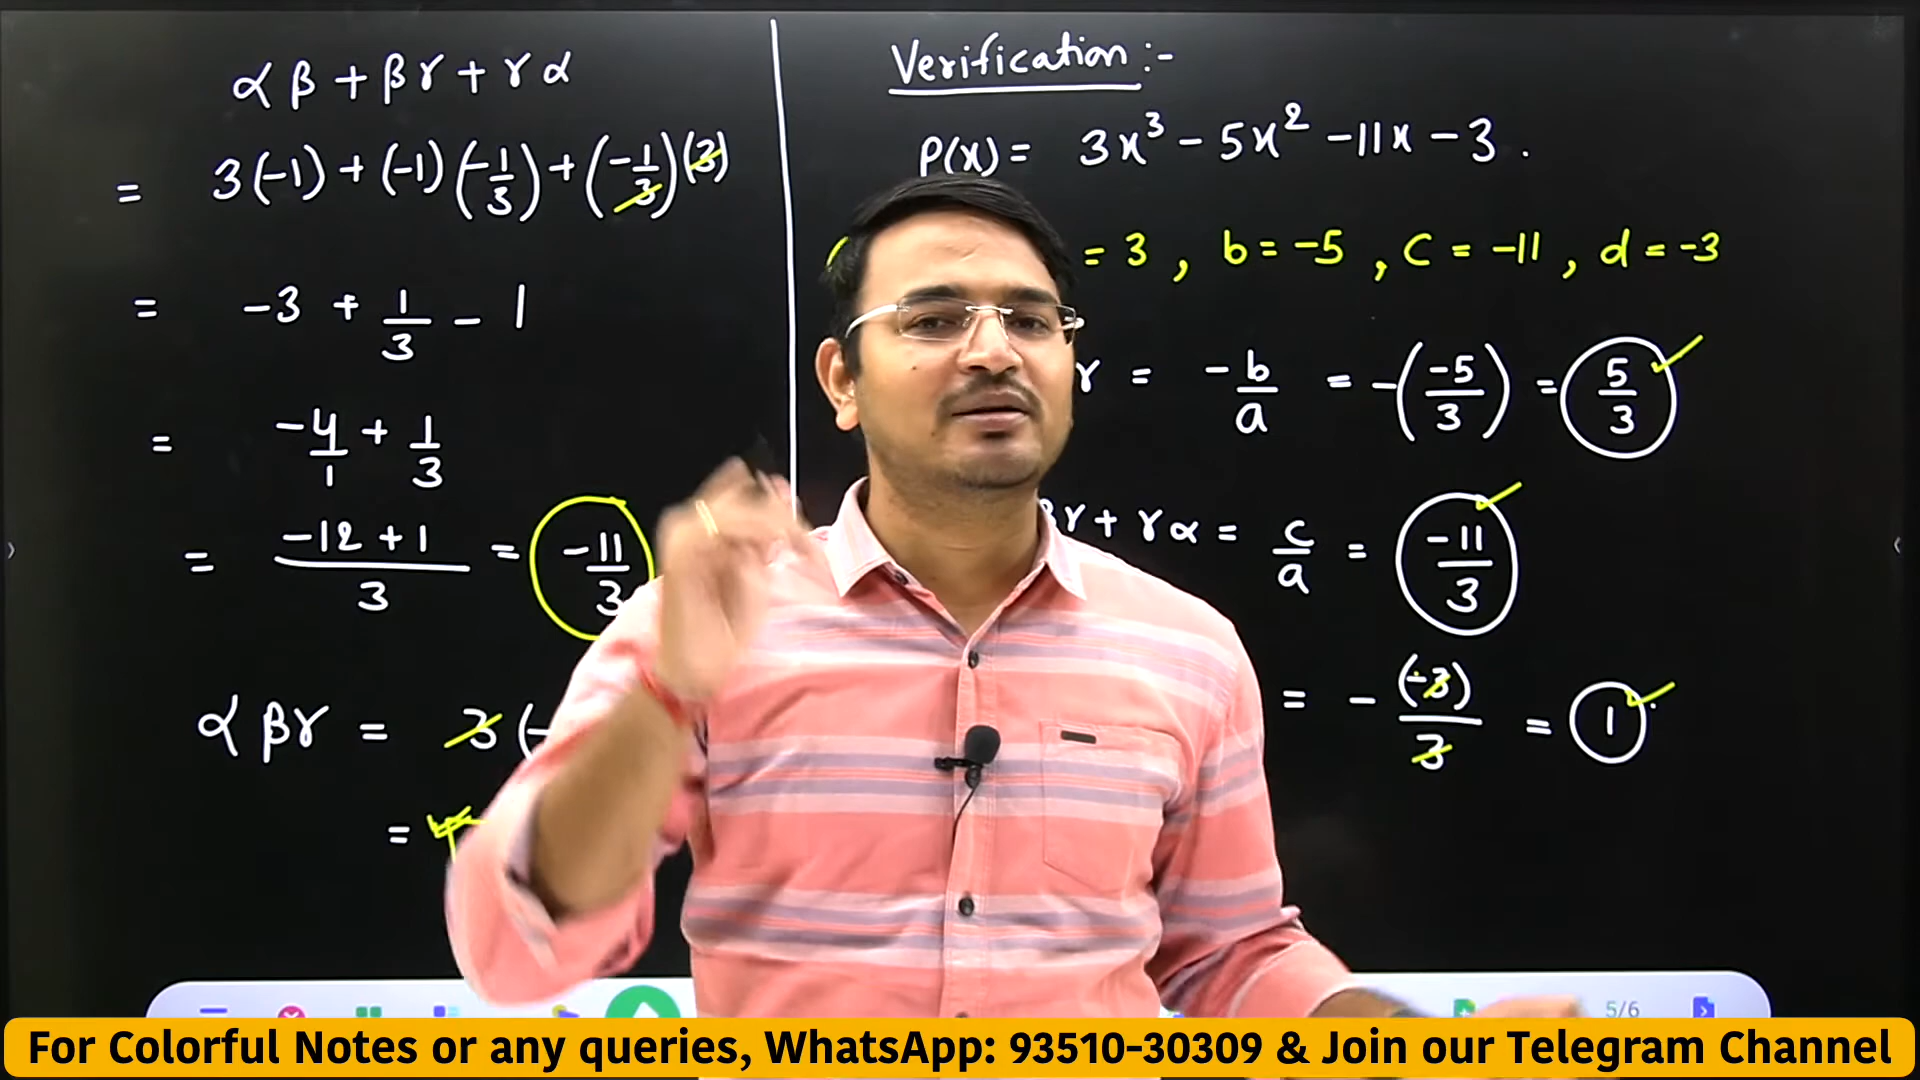 αβ + βγ + γα
= 3(-1) + (-1)(-1/3) + (-1/3)(3)
= -3 + 1/3 - 1
= -4/1 + 1/3
= (-12 + 1)/3 = -11/3
αβγ = 3(-
=
Verification :-
P(x) = 3x³ - 5x² - 11x - 3 .
= 3 , b = -5 , c = -11 , d = -3
γ = -b/a = -(-5/3) = 5/3
βγ + γα = c/a = -11/3
= -(-3)/3 = 1
5/6
For Colorful Notes or any queries, WhatsApp: 93510-30309 & Join our Telegram Channel